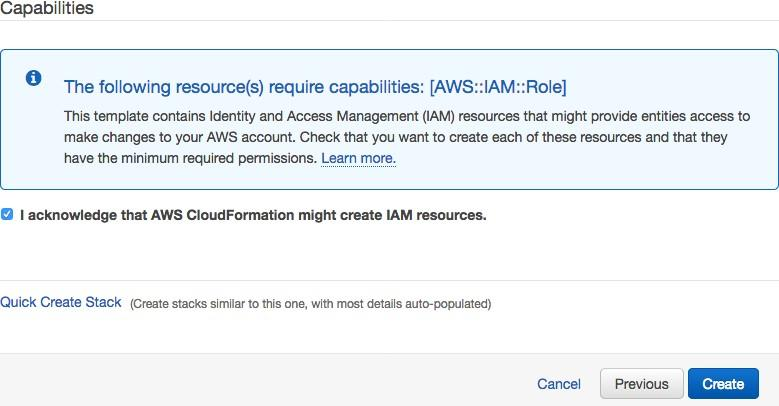 Capabilities
The following resource(s) require capabilities: [AWS::IAM::Role]
This template contains Identity and Access Management (IAM) resources that might provide entities access to
make changes to your AWS account. Check that you want to create each of these resources and that they
have the minimum required permissions. Learn more.
I acknowledge that AWS CloudFormation might create IAM resources.
Quick Create Stack (Create stacks similar to this one, with most details auto-populated)
Cancel Previous Create